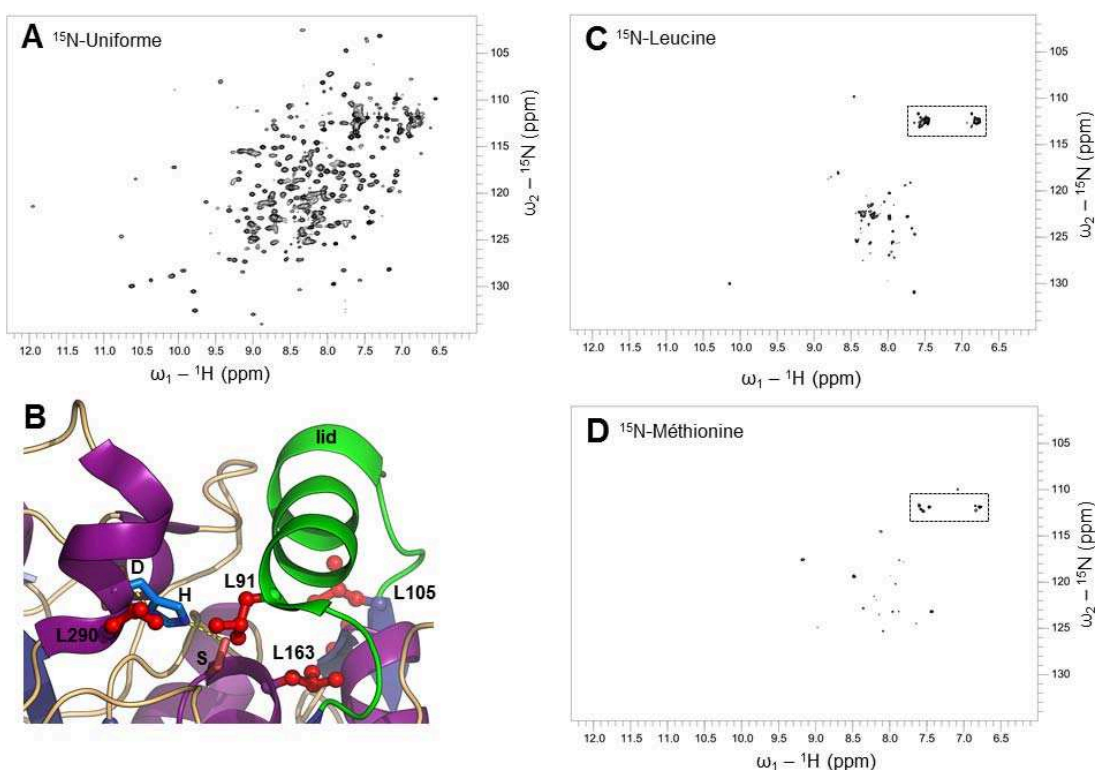 A ¹⁵N-Uniforme
105
110
115
120
125
130
ω₂ – ¹⁵N (ppm)
12.0 11.5 11.0 10.5 10.0 9.5 9.0 8.5 8.0 7.5 7.0 6.5
ω₁ – ¹H (ppm)
B
lid
D
H
L91
L105
L290
S
L163
C ¹⁵N-Leucine
105
110
115
120
125
130
ω₂ – ¹⁵N (ppm)
12.0 11.5 11.0 10.5 10.0 9.5 9.0 8.5 8.0 7.5 7.0 6.5
ω₁ – ¹H (ppm)
D ¹⁵N-Méthionine
105
110
115
120
125
130
ω₂ – ¹⁵N (ppm)
12.0 11.5 11.0 10.5 10.0 9.5 9.0 8.5 8.0 7.5 7.0 6.5
ω₁ – ¹H (ppm)